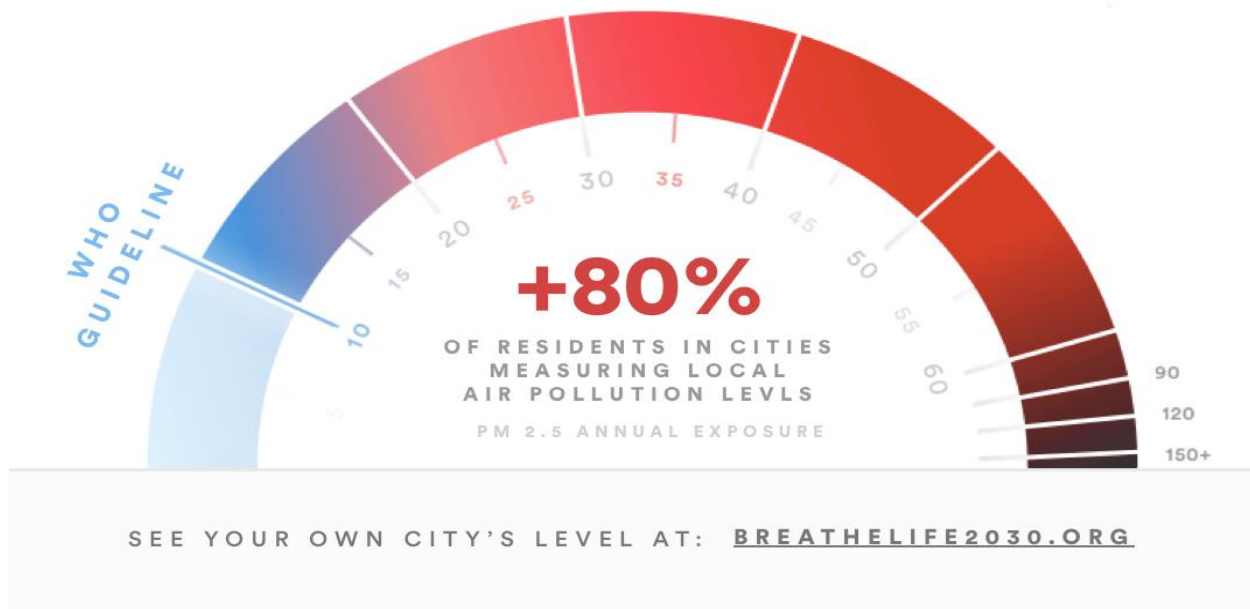 WHO
GUIDELINE
5
10
15
20
25
30
35
40
45
50
55
60
90
120
150+
+80%
OF RESIDENTS IN CITIES
MEASURING LOCAL
AIR POLLUTION LEVLS
PM 2.5 ANNUAL EXPOSURE
SEE YOUR OWN CITY'S LEVEL AT: BREATHELIFE2030.ORG